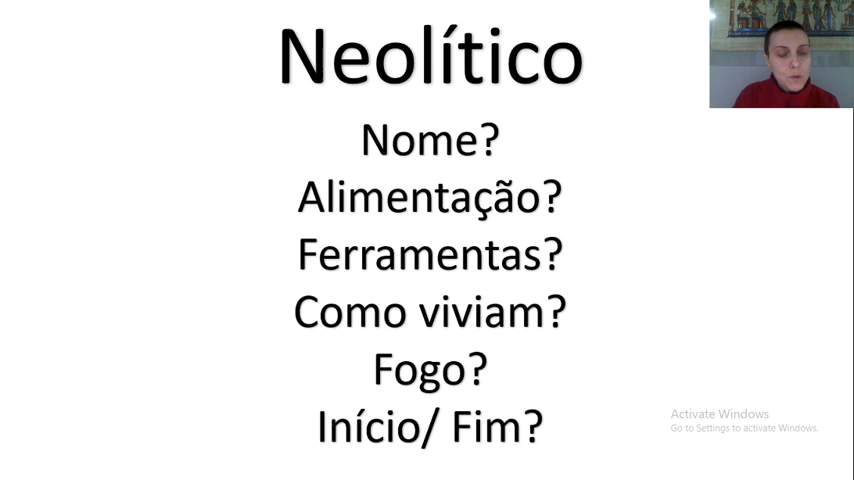 Neolítico
Nome?
Alimentação?
Ferramentas?
Como viviam?
Fogo?
Início/ Fim?
Activate Windows
Go to Settings to activate Windows.